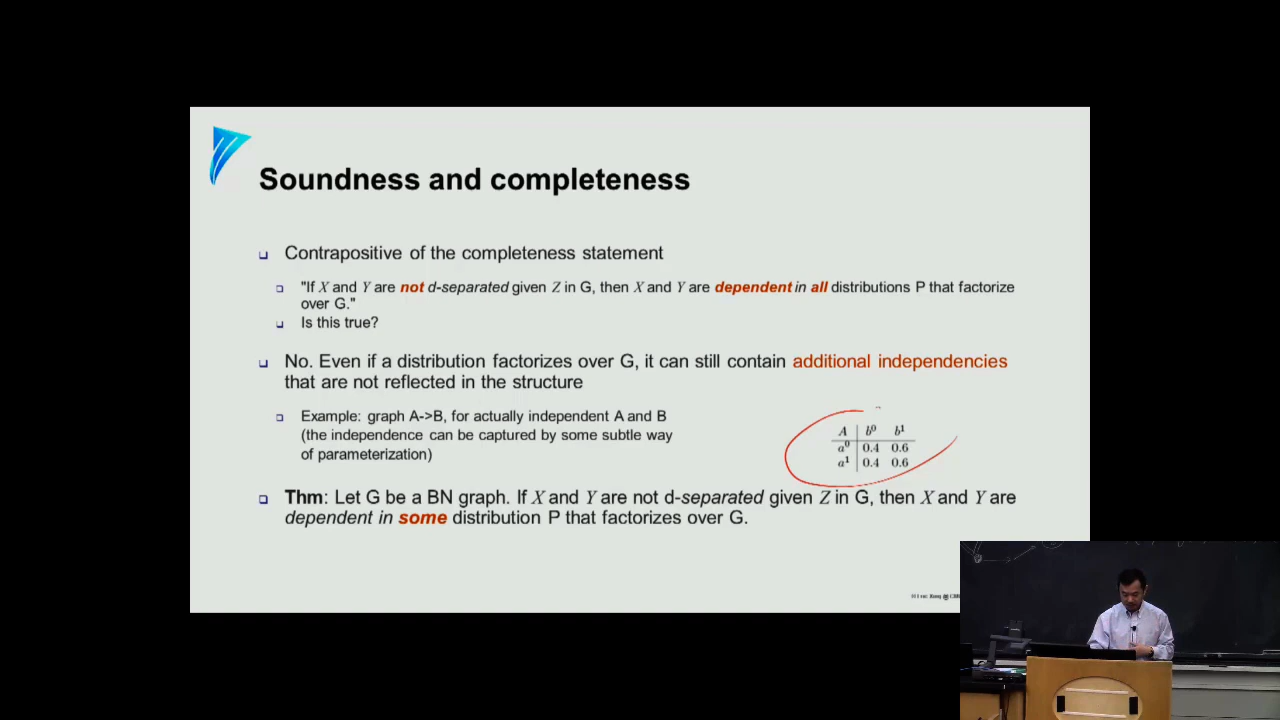 Soundness and completeness
❑ Contrapositive of the completeness statement
❑ "If X and Y are not d-separated given Z in G, then X and Y are dependent in all distributions P that factorize
over G."
❑ Is this true?
❑ No. Even if a distribution factorizes over G, it can still contain additional independencies
that are not reflected in the structure
❑ Example: graph A->B, for actually independent A and B
(the independence can be captured by some subtle way
of parameterization)
A b⁰ b¹
a⁰ 0.4 0.6
a¹ 0.4 0.6
❑ Thm: Let G be a BN graph. If X and Y are not d-separated given Z in G, then X and Y are
dependent in some distribution P that factorizes over G.